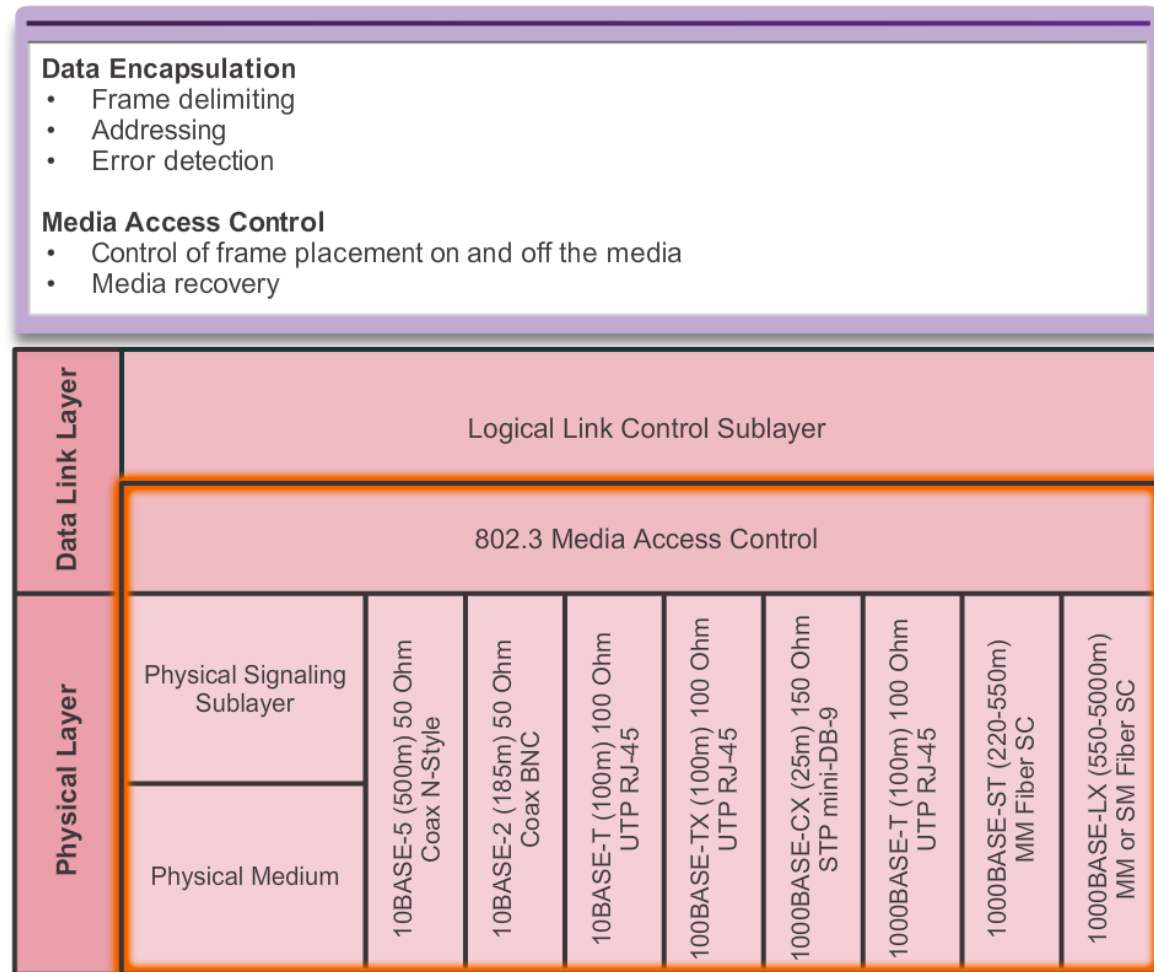 Data Encapsulation
• Frame delimiting
• Addressing
• Error detection
Media Access Control
• Control of frame placement on and off the media
• Media recovery
Data Link Layer
Logical Link Control Sublayer
802.3 Media Access Control
Physical Layer
Physical Signaling
Sublayer
Physical Medium
10BASE-5 (500m) 50 Ohm
Coax N-Style
10BASE-2 (185m) 50 Ohm
Coax BNC
10BASE-T (100m) 100 Ohm
UTP RJ-45
100BASE-TX (100m) 100 Ohm
UTP RJ-45
1000BASE-CX (25m) 150 Ohm
STP mini-DB-9
1000BASE-T (100m) 100 Ohm
UTP RJ-45
1000BASE-ST (220-550m)
MM Fiber SC
1000BASE-LX (550-5000m)
MM or SM Fiber SC